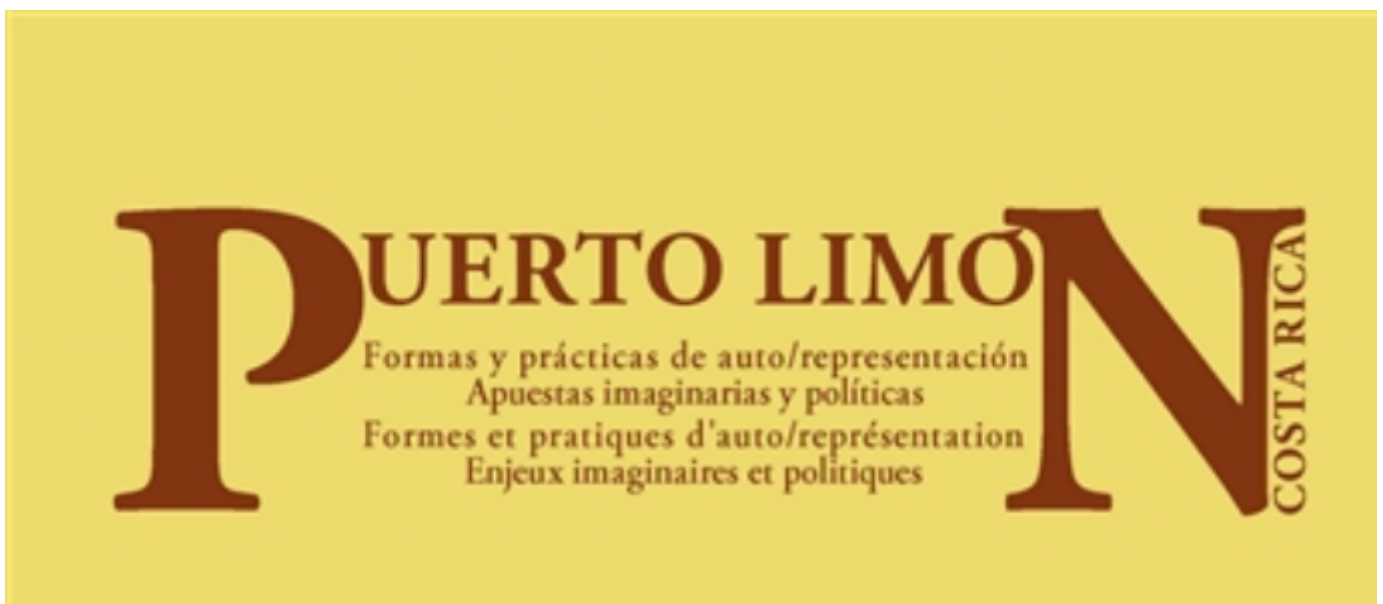 PUERTO LIMÓN
COSTA RICA
Formas y prácticas de auto/representación
Apuestas imaginarias y políticas
Formes et pratiques d'auto/représentation
Enjeux imaginaires et politiques